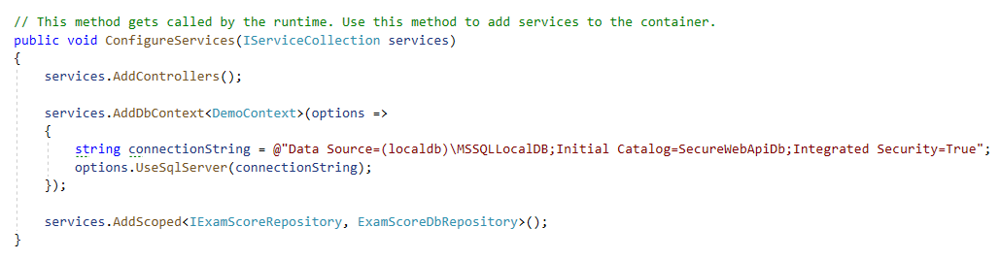 // This method gets called by the runtime. Use this method to add services to the container.
public void ConfigureServices(IServiceCollection services)
{
    services.AddControllers();

    services.AddDbContext<DemoContext>(options =>
    {
        string connectionString = @"Data Source=(localdb)\MSSQLLocalDB;Initial Catalog=SecureWebApiDb;Integrated Security=True";
        options.UseSqlServer(connectionString);
    });

    services.AddScoped<IExamScoreRepository, ExamScoreDbRepository>();
}